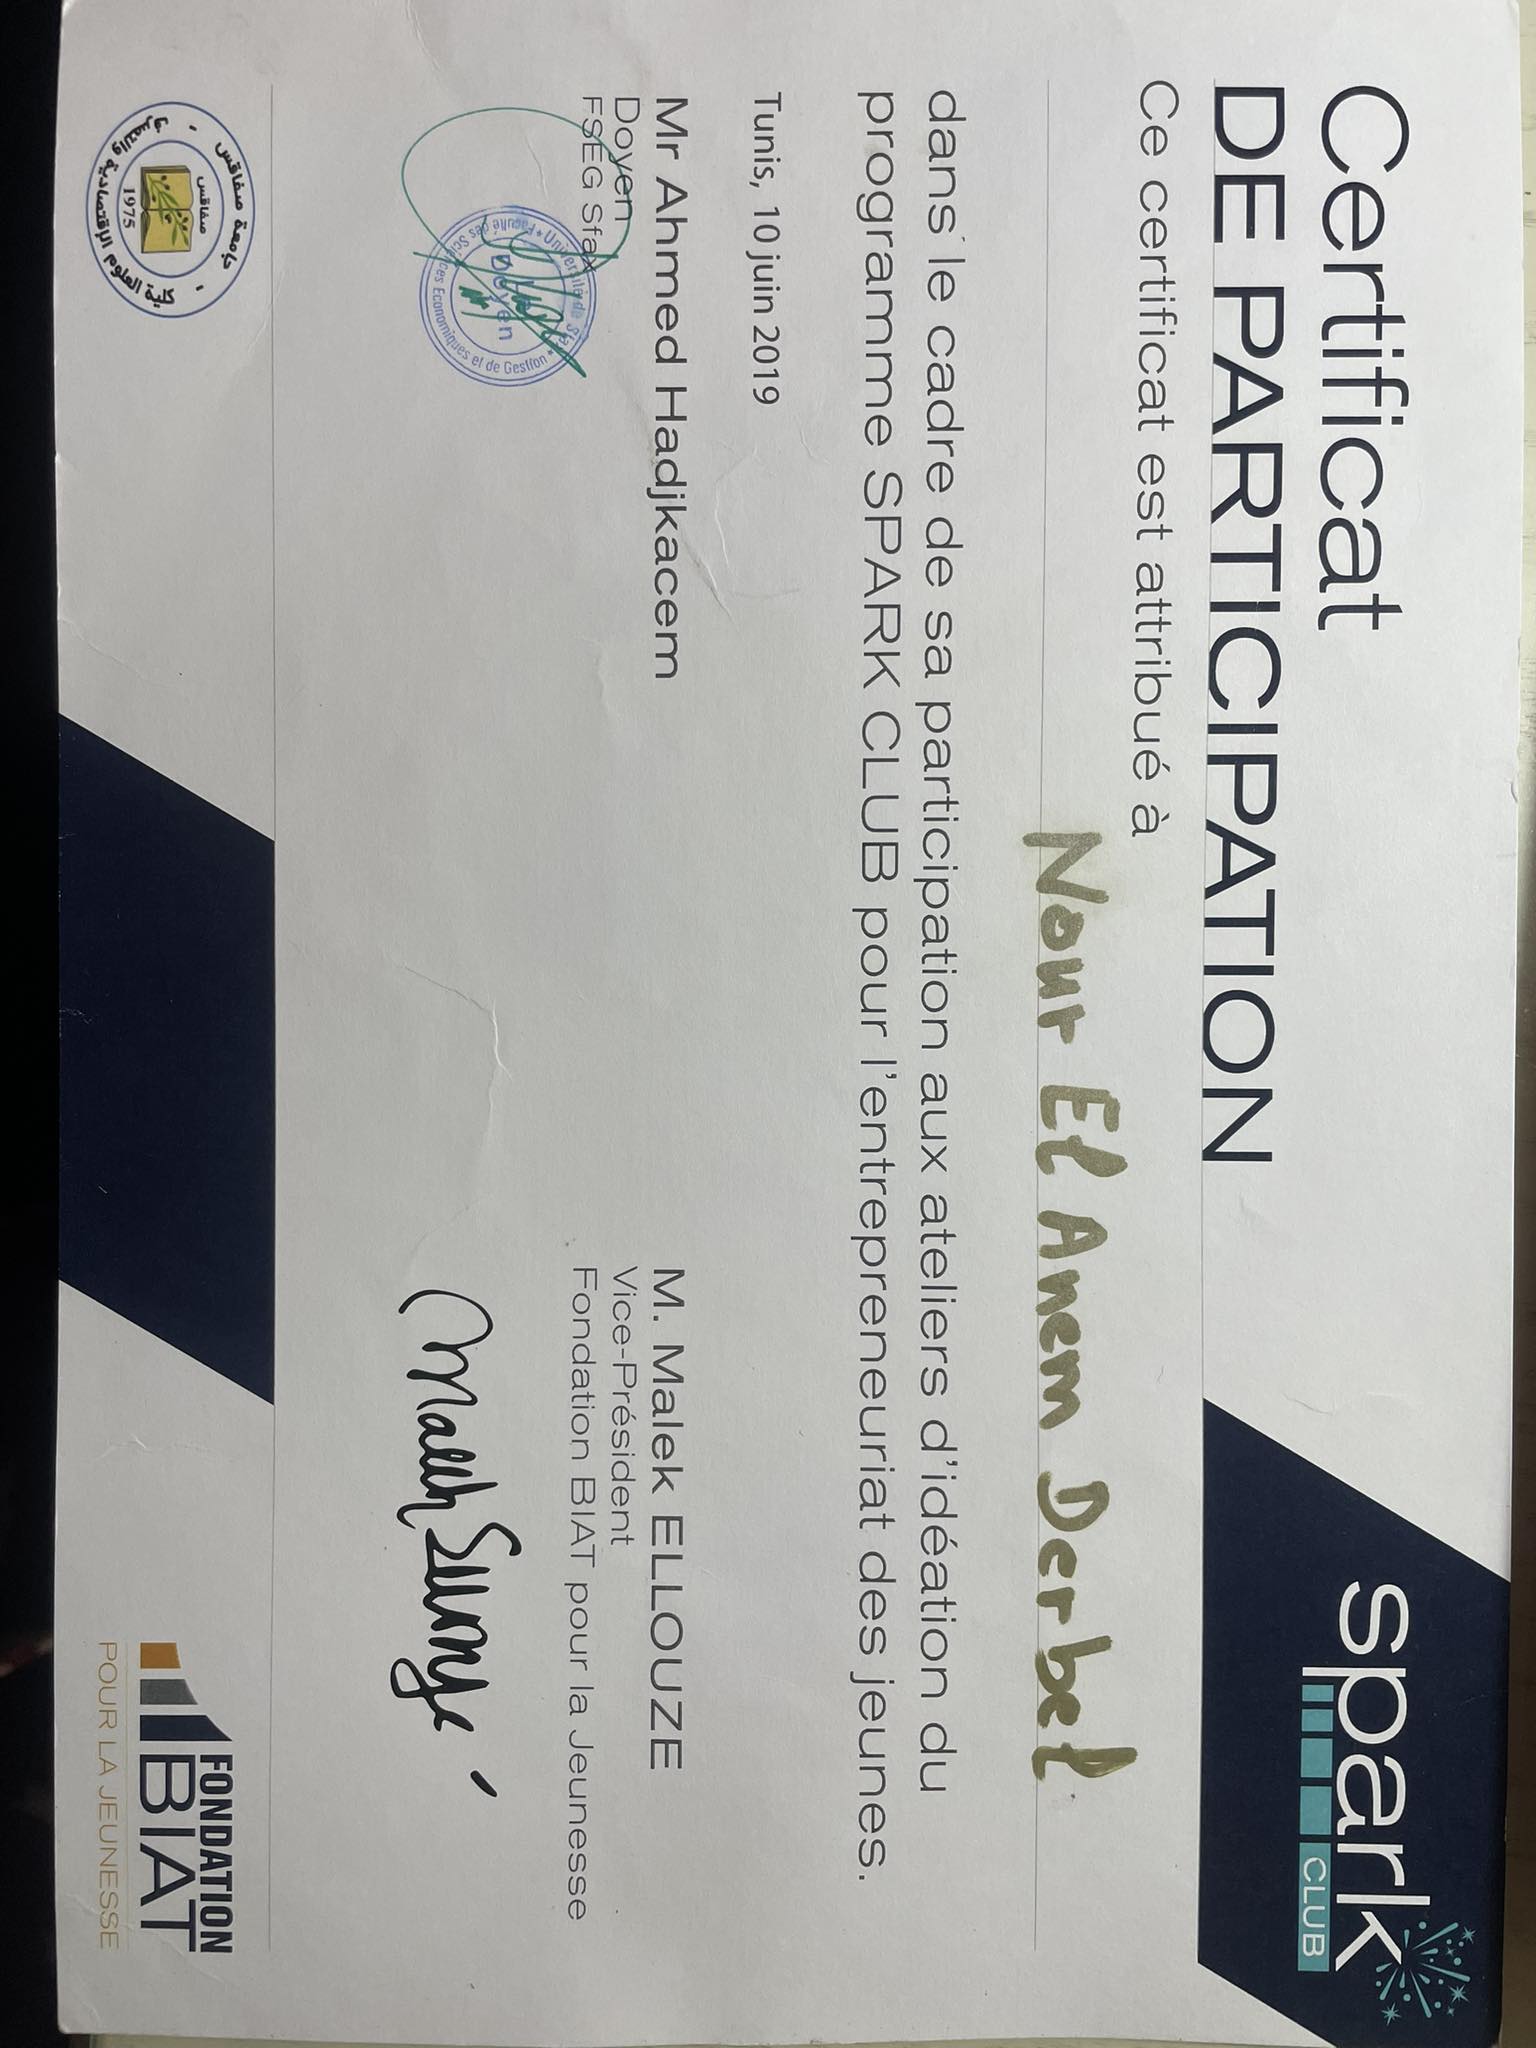 spark
CLUB
Certificat
DE PARTICIPATION
Ce certificat est attribué à
Nour El Anem Derbel
dans le cadre de sa participation aux ateliers d'idéation du
programme SPARK CLUB pour l'entrepreneuriat des jeunes.
Tunis, 10 juin 2019
Mr Ahmed Hadjkacem
Doyen
FSEG Sfax
Université de Sfax
Le
Doyen
Faculté des Sciences Economiques et de Gestion
M. Malek ELLOUZE
Vice-Président
Fondation BIAT pour la Jeunesse
جامعة صفاقس
صفاقس
1975
كلية العلوم الإقتصادية والتصرف
FONDATION
BIAT
POUR LA JEUNESSE